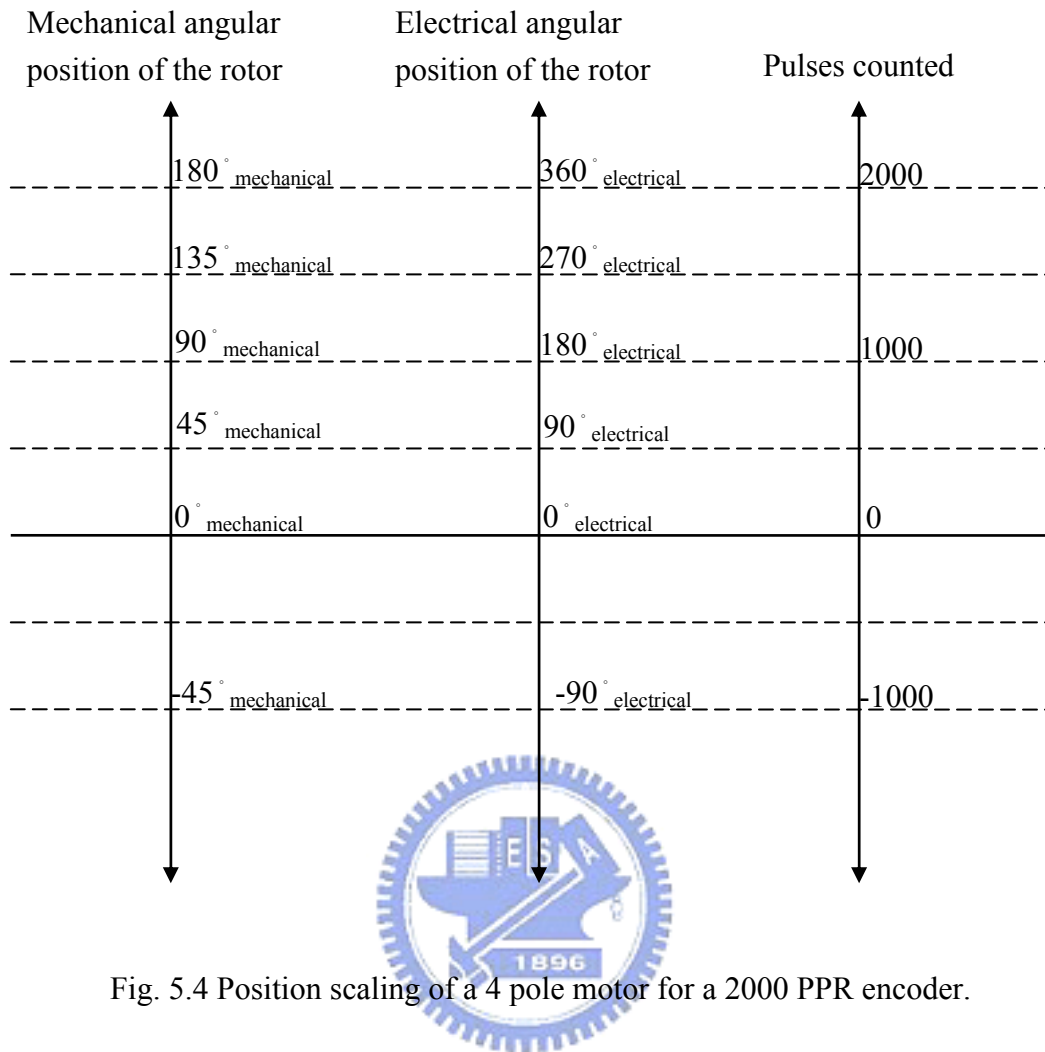 Mechanical angular
position of the rotor
Electrical angular
position of the rotor
Pulses counted
180° mechanical
360° electrical
2000
135° mechanical
270° electrical
90° mechanical
180° electrical
1000
45° mechanical
90° electrical
0° mechanical
0° electrical
0
-45° mechanical
-90° electrical
-1000
E S A
1896
Fig. 5.4 Position scaling of a 4 pole motor for a 2000 PPR encoder.